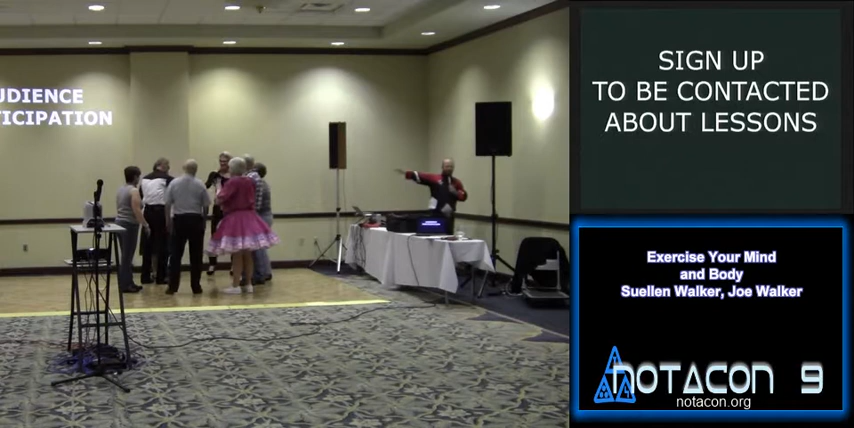 UDIENCE
ICIPATION
SIGN UP
TO BE CONTACTED
ABOUT LESSONS
Exercise Your Mind
and Body
Suellen Walker, Joe Walker
NOTACON 9
notacon.org